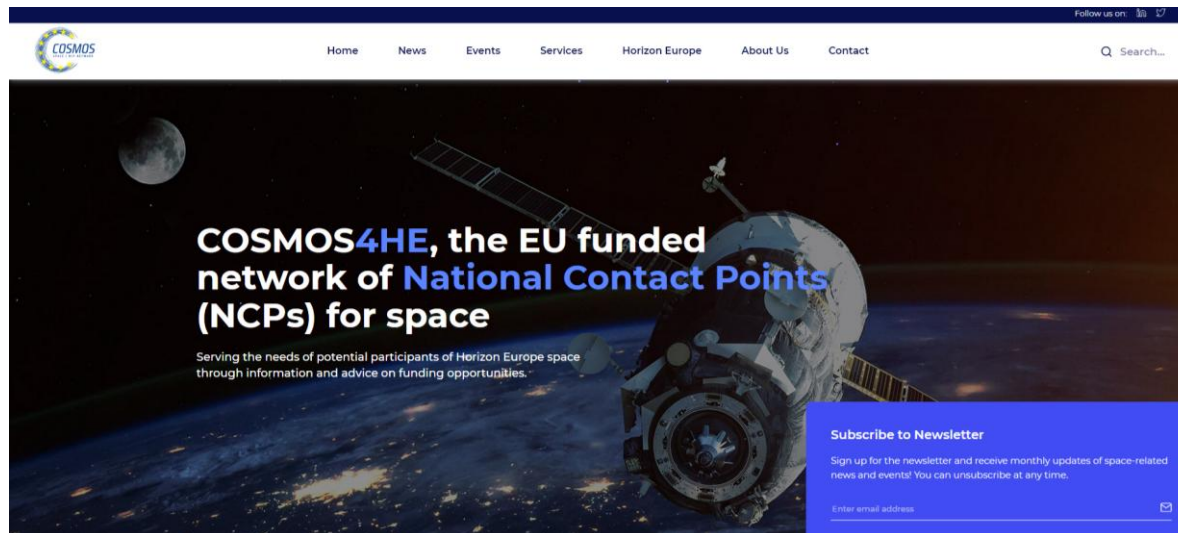 Follow us on:
COSMOS
Home News Events Services Horizon Europe About Us Contact
Search...
COSMOS4HE, the EU funded
network of National Contact Points
(NCPs) for space
Serving the needs of potential participants of Horizon Europe space
through information and advice on funding opportunities.
Subscribe to Newsletter
Sign up for the newsletter and receive monthly updates of space-related
news and events! You can unsubscribe at any time.
Enter email address